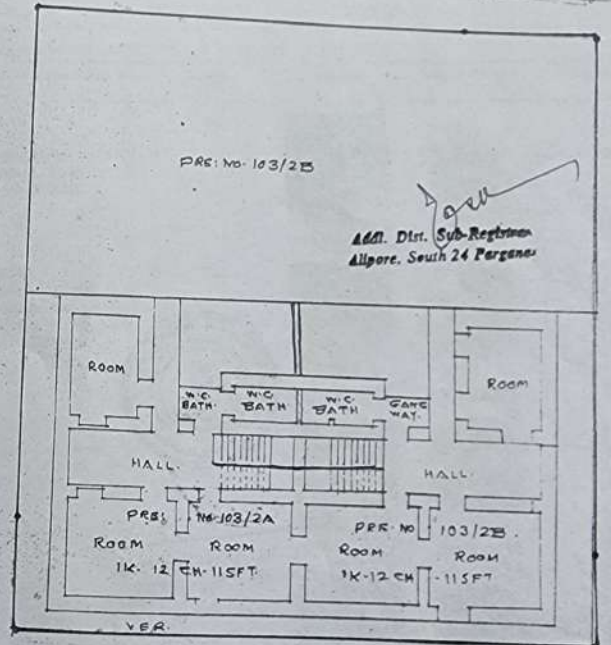 PRE: NO. 103/2B
Addl. Dist. Sub-Registrar
Alipore, South 24 Parganas
ROOM
ROOM
W.C. BATH.
W.C. BATH
W.C. BATH
GANG WAY.
HALL.
HALL.
PRE: NO-103/2A
PRE. NO 103/2B.
ROOM
ROOM
ROOM
ROOM
1K- 12 CH-11SFT.
1K-12 CH -11SFT
VER.